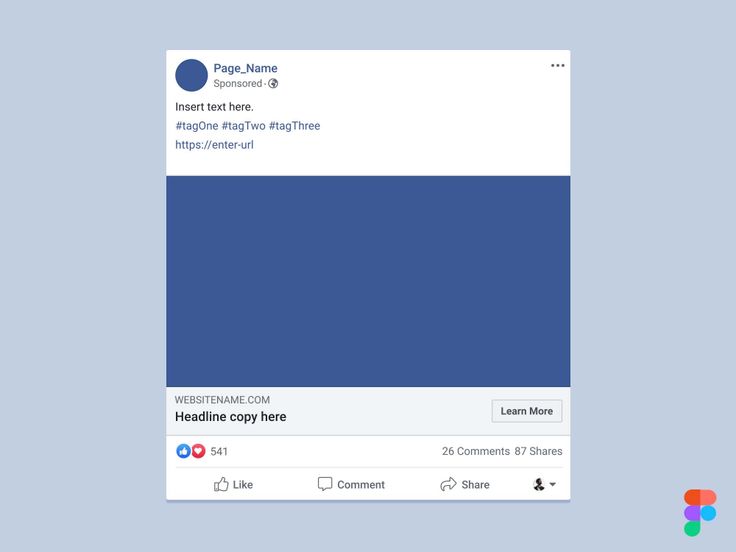 Page_Name
Sponsored ·
Insert text here.
#tagOne #tagTwo #tagThree
https://enter-url
WEBSITENAME.COM
Headline copy here
Learn More
541
26 Comments 87 Shares
Like
Comment
Share